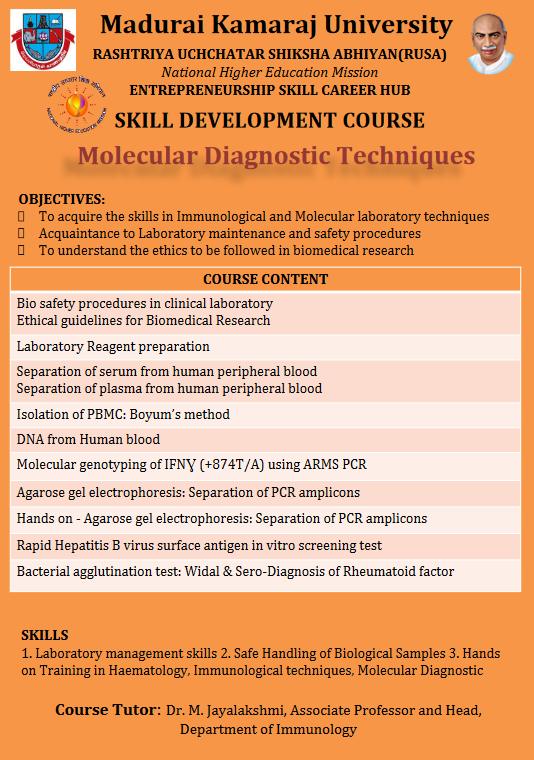 Madurai Kamaraj University
RASHTRIYA UCHCHATAR SHIKSHA ABHIYAN(RUSA)
National Higher Education Mission
ENTREPRENEURSHIP SKILL CAREER HUB
SKILL DEVELOPMENT COURSE
NATIONAL HIGHER EDUCATION MISSION
Molecular Diagnostic Techniques
OBJECTIVES:
To acquire the skills in Immunological and Molecular laboratory techniques
Acquaintance to Laboratory maintenance and safety procedures
To understand the ethics to be followed in biomedical research
COURSE CONTENT
Bio safety procedures in clinical laboratory
Ethical guidelines for Biomedical Research
Laboratory Reagent preparation
Separation of serum from human peripheral blood
Separation of plasma from human peripheral blood
Isolation of PBMC: Boyum’s method
DNA from Human blood
Molecular genotyping of IFNƔ (+874T/A) using ARMS PCR
Agarose gel electrophoresis: Separation of PCR amplicons
Hands on - Agarose gel electrophoresis: Separation of PCR amplicons
Rapid Hepatitis B virus surface antigen in vitro screening test
Bacterial agglutination test: Widal & Sero-Diagnosis of Rheumatoid factor
SKILLS
1. Laboratory management skills 2. Safe Handling of Biological Samples 3. Hands
on Training in Haematology, Immunological techniques, Molecular Diagnostic
Course Tutor: Dr. M. Jayalakshmi, Associate Professor and Head,
Department of Immunology